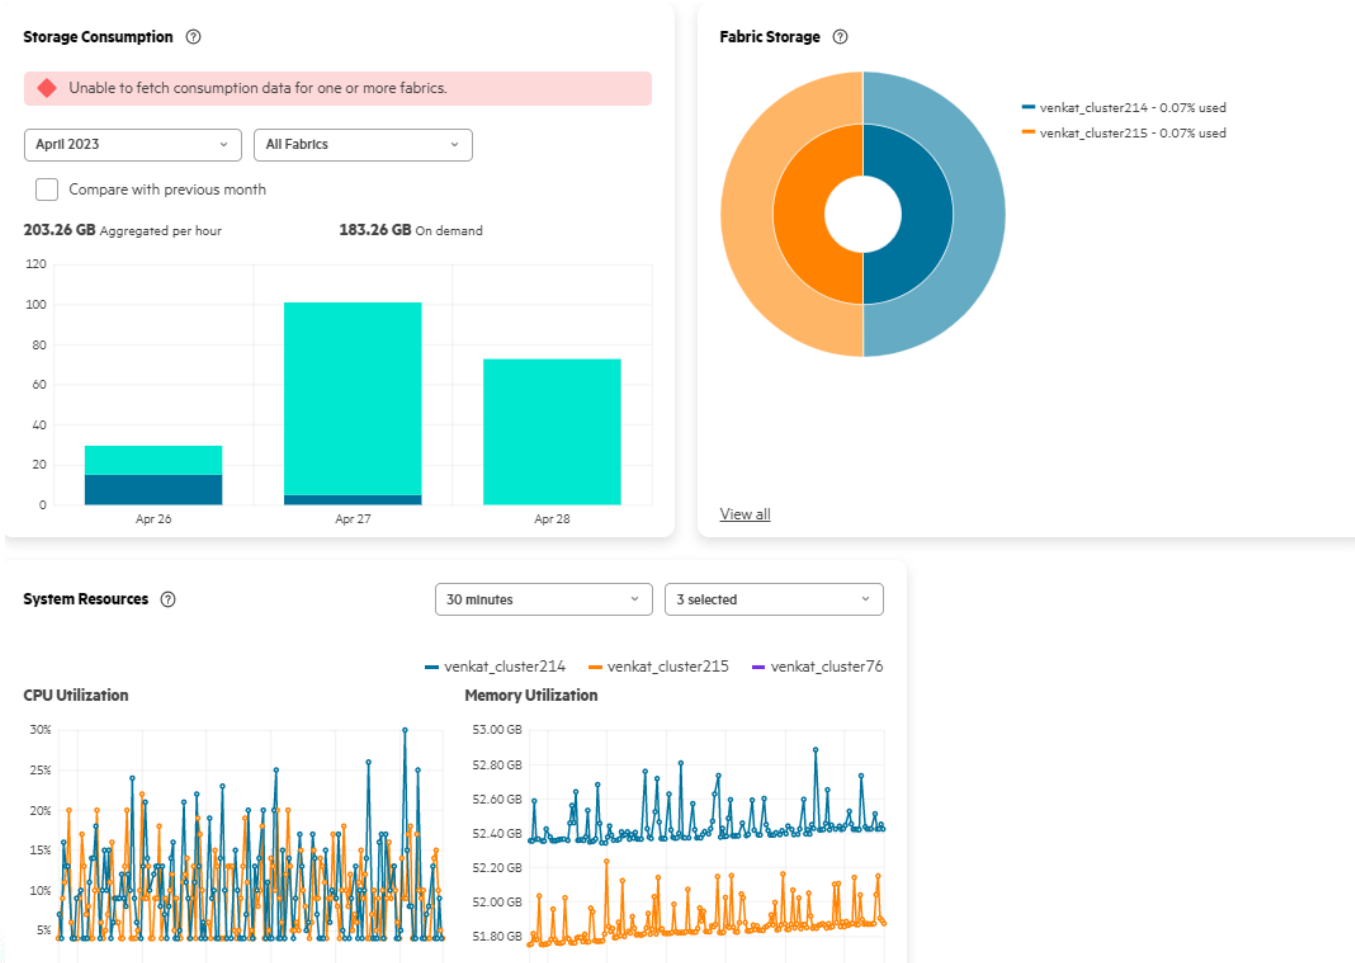 Storage Consumption ?
Unable to fetch consumption data for one or more fabrics.
April 2023
All Fabrics
Compare with previous month
203.26 GB Aggregated per hour
183.26 GB On demand
120
100
80
60
40
20
0
Apr 26
Apr 27
Apr 28
Fabric Storage ?
venkat_cluster214 - 0.07% used
venkat_cluster215 - 0.07% used
View all
System Resources ?
30 minutes
3 selected
venkat_cluster214
venkat_cluster215
venkat_cluster76
CPU Utilization
30%
25%
20%
15%
10%
5%
Memory Utilization
53.00 GB
52.80 GB
52.60 GB
52.40 GB
52.20 GB
52.00 GB
51.80 GB